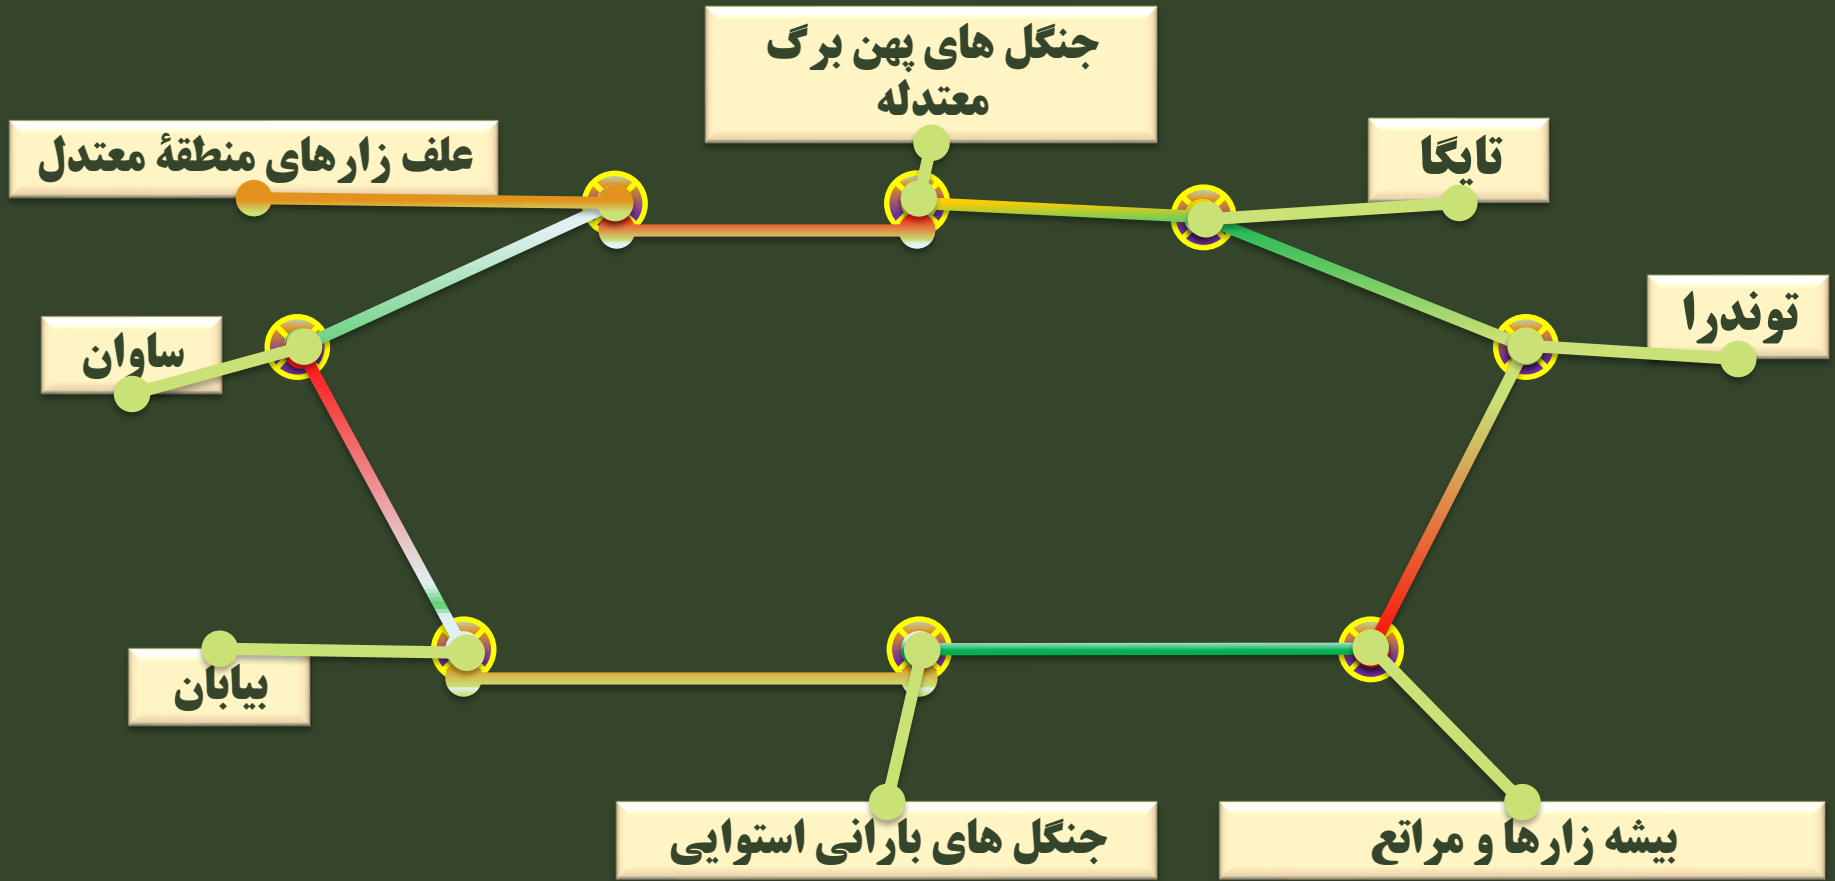 جنگل های پهن برگ
معتدله
تایگا
علف زارهای منطقهٔ معتدل
توندرا
ساوان
بیابان
جنگل های بارانی استوایی
بیشه زارها و مراتع